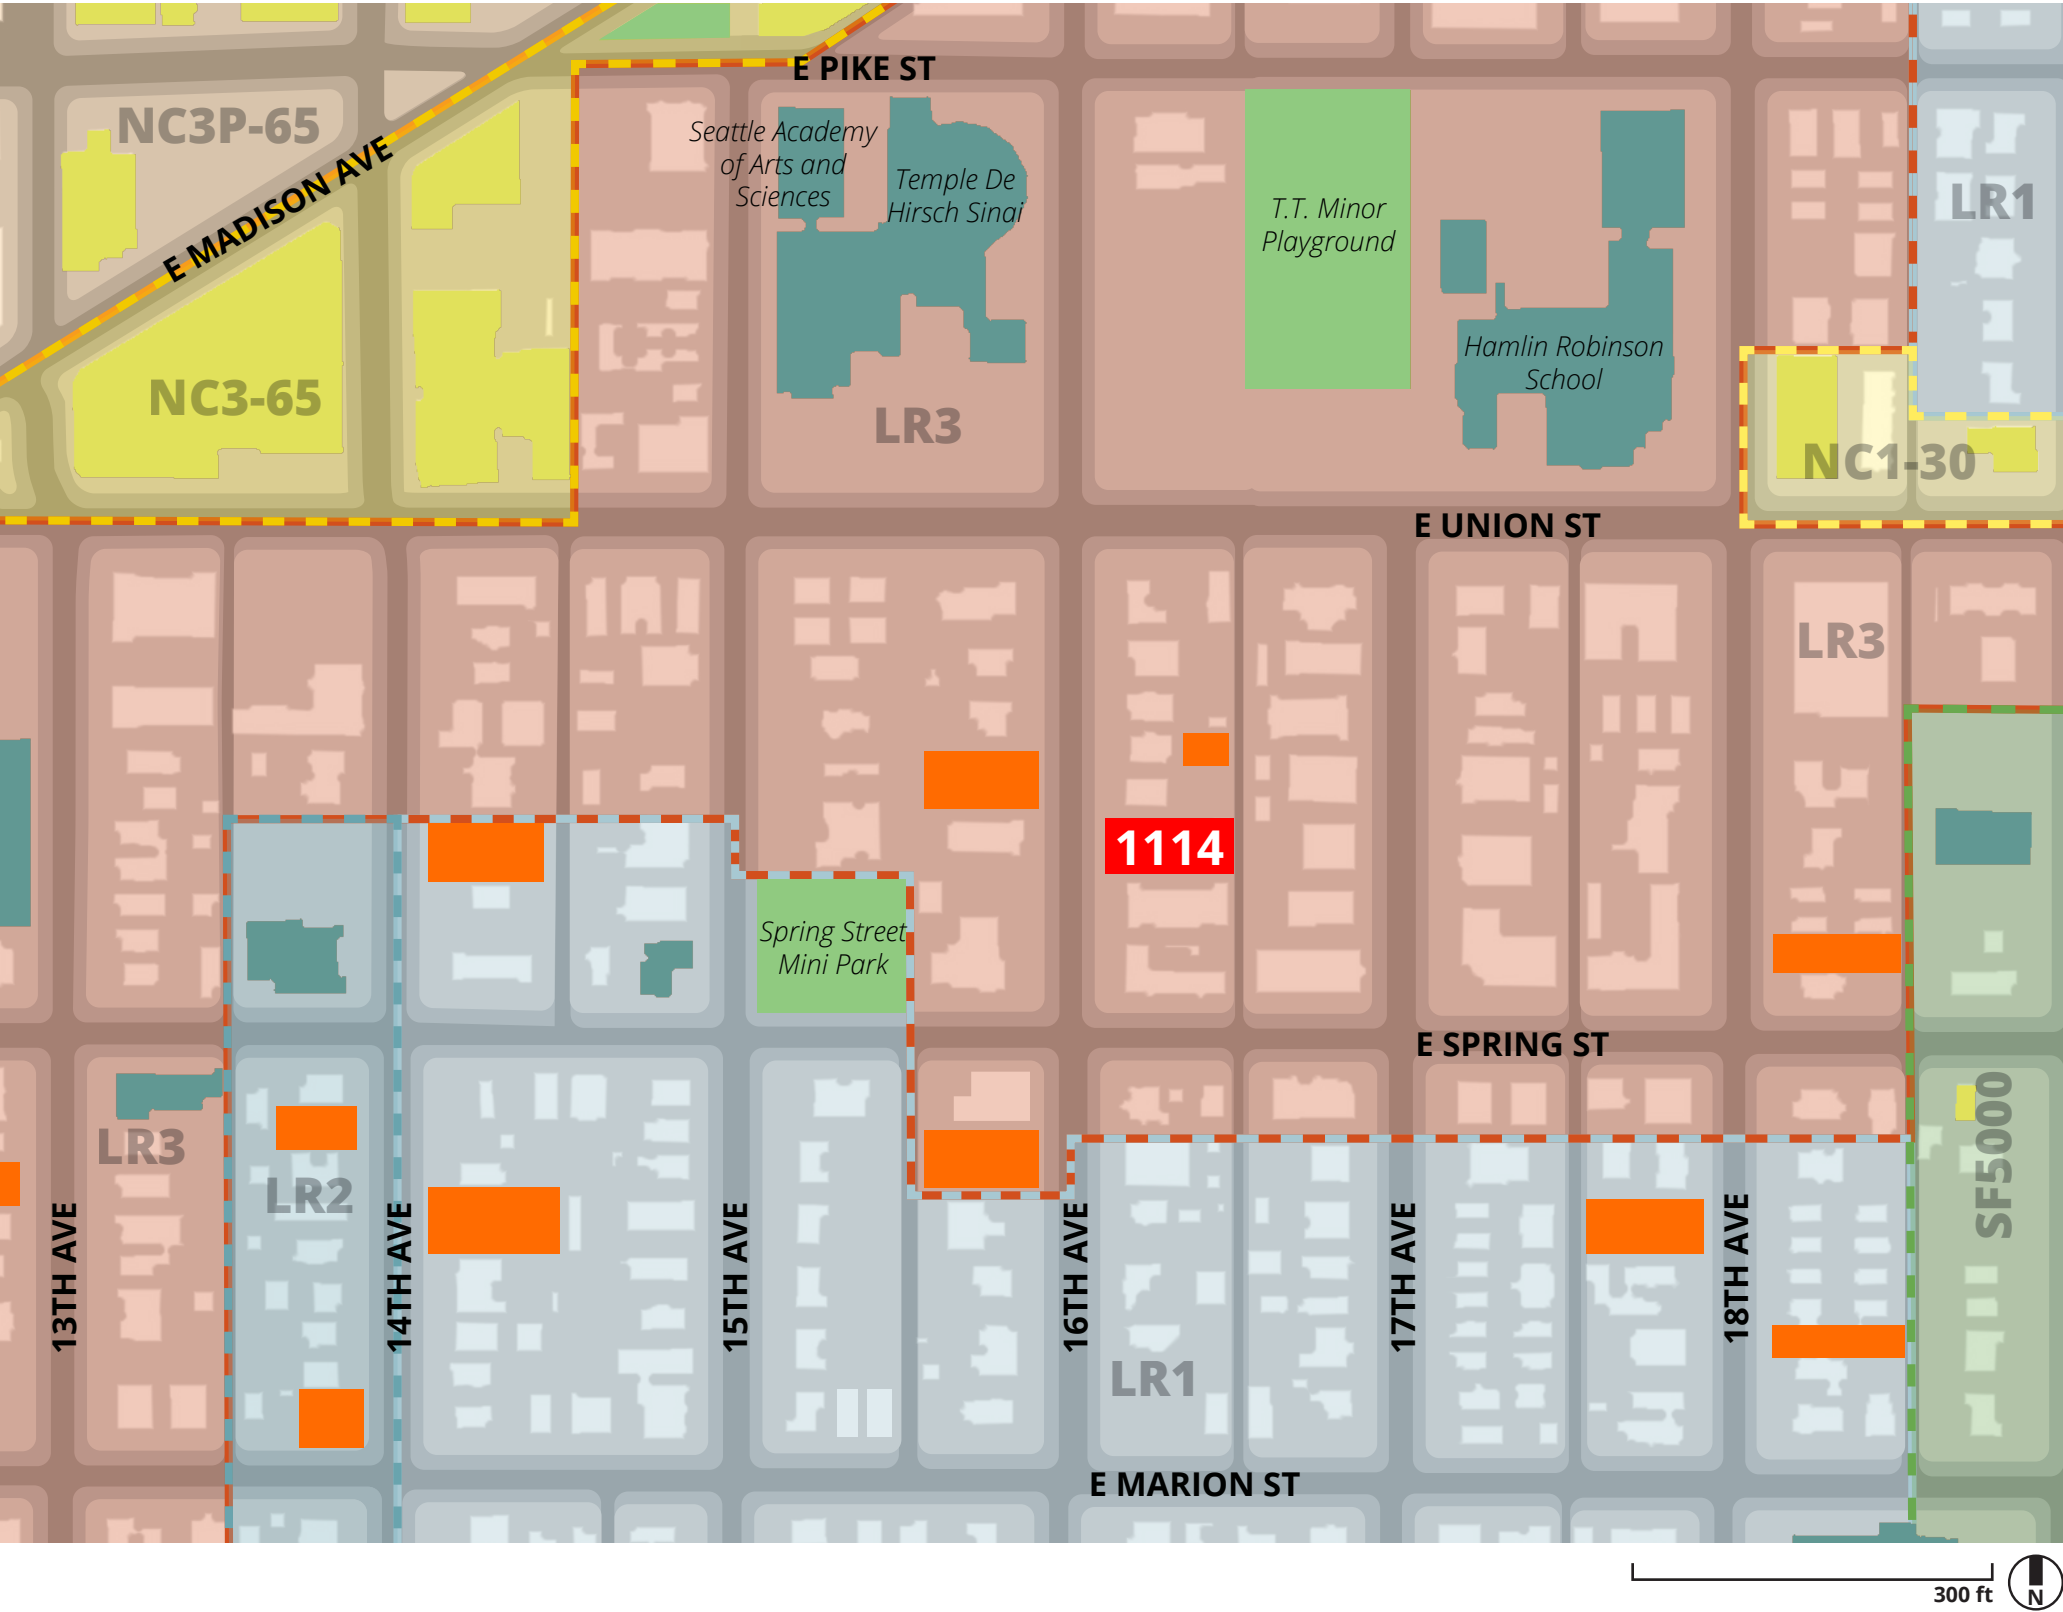 E PIKE ST
NC3P-65
E MADISON AVE
Seattle Academy
of Arts and
Sciences
Temple De
Hirsch Sinai
T.T. Minor
Playground
LR1
Hamlin Robinson
School
NC3-65
LR3
NC1-30
E UNION ST
LR3
1114
Spring Street
Mini Park
E SPRING ST
LR3
LR2
SF5000
13TH AVE
14TH AVE
15TH AVE
16TH AVE
17TH AVE
18TH AVE
LR1
E MARION ST
300 ft
N